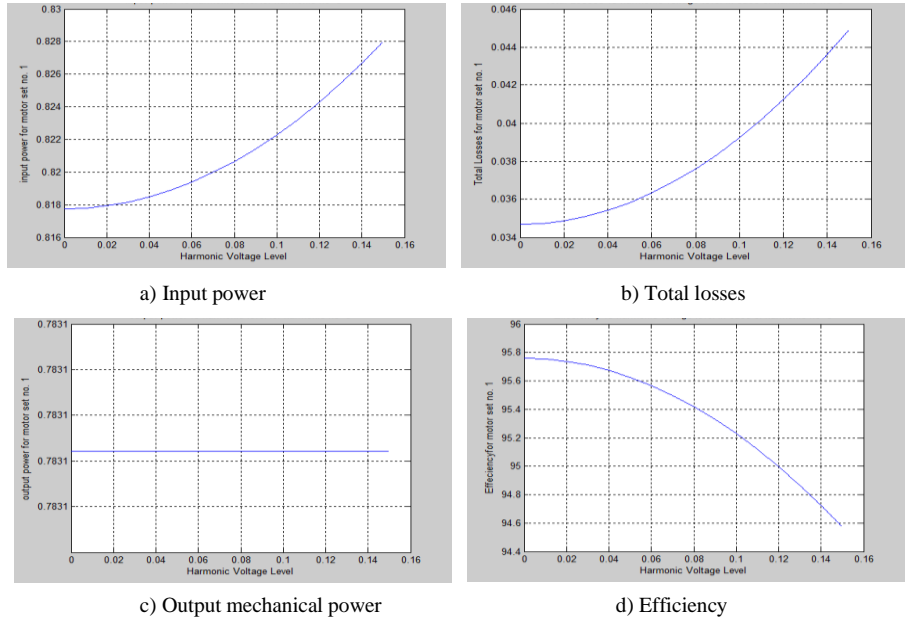 0.83
0.828
0.826
0.824
0.822
0.82
0.818
0.816
input power for motor set no. 1
0 0.02 0.04 0.06 0.08 0.1 0.12 0.14 0.16
Harmonic Voltage Level
a) Input power
0.046
0.044
0.042
0.04
0.038
0.036
0.034
Total Losses for motor set no. 1
0 0.02 0.04 0.06 0.08 0.1 0.12 0.14 0.16
Harmonic Voltage Level
b) Total losses
0.7831
0.7831
0.7831
0.7831
0.7831
output power for motor set no. 1
0 0.02 0.04 0.06 0.08 0.1 0.12 0.14 0.16
Harmonic Voltage Level
c) Output mechanical power
96
95.8
95.6
95.4
95.2
95
94.8
94.6
94.4
Effeciencyfor motor set no. 1
0 0.02 0.04 0.06 0.08 0.1 0.12 0.14 0.16
Harmonic Voltage Level
d) Efficiency